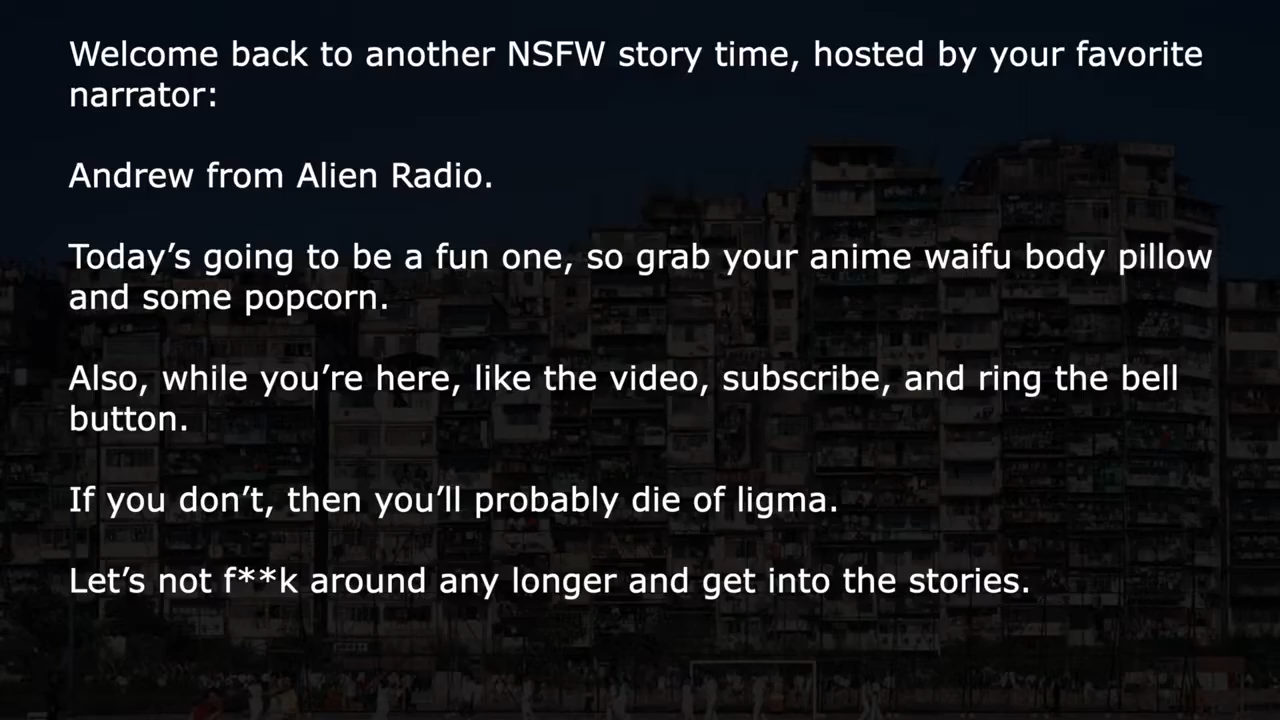 Welcome back to another NSFW story time, hosted by your favorite
narrator:
Andrew from Alien Radio.
Today’s going to be a fun one, so grab your anime waifu body pillow
and some popcorn.
Also, while you’re here, like the video, subscribe, and ring the bell
button.
If you don’t, then you’ll probably die of ligma.
Let’s not f**k around any longer and get into the stories.